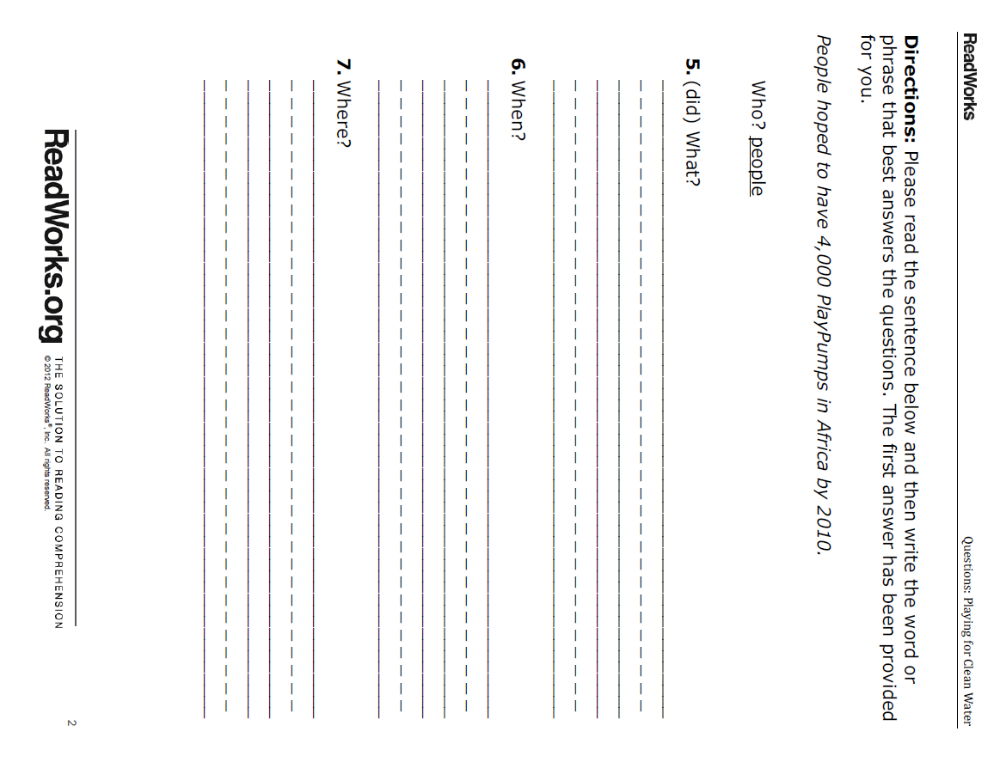 ReadWorks
Questions: Playing for Clean Water
Directions: Please read the sentence below and then write the word or
phrase that best answers the questions. The first answer has been provided
for you.
People hoped to have 4,000 PlayPumps in Africa by 2010.
Who? people
5. (did) What?
6. When?
7. Where?
ReadWorks.org
THE SOLUTION TO READING COMPREHENSION
©2012 ReadWorks®, Inc. All rights reserved.
2